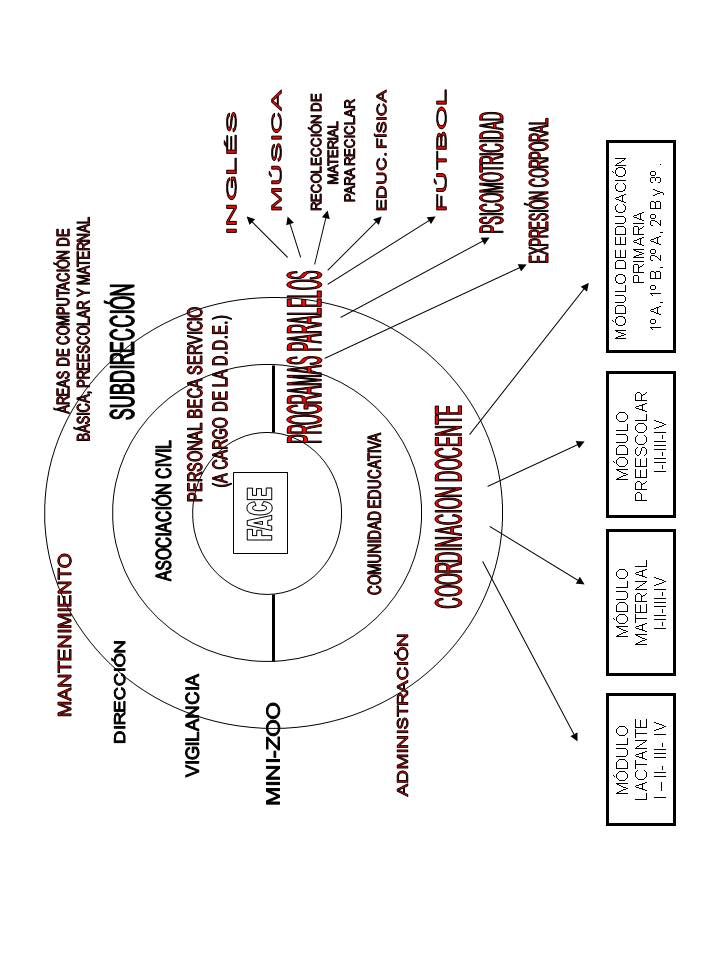 ÁREAS DE COMPUTACIÓN DE
BÁSICA, PREESCOLAR Y MATERNAL
MANTENIMIENTO
SUBDIRECCIÓN
DIRECCIÓN
ASOCIACIÓN CIVIL
PERSONAL BECA SERVICIO
(A CARGO DE LA D.D.E.)
VIGILANCIA
INGLÉS
MÚSICA
RECOLECCIÓN DE
MATERIAL
PARA RECICLAR
EDUC. FÍSICA
FÚTBOL
PSICOMOTRICIDAD
EXPRESIÓN CORPORAL
PROGRAMAS PARALELOS
FACE
MINI-ZOO
COMUNIDAD EDUCATIVA
ADMINISTRACIÓN
COORDINACION DOCENTE
MÓDULO
LACTANTE
I – II- III- IV
MÓDULO
MATERNAL
I-II-III-IV
MÓDULO
PREESCOLAR
I-II-III-IV
MÓDULO DE EDUCACIÓN
PRIMARIA
1º A, 1º B, 2º A, 2º B y 3º .